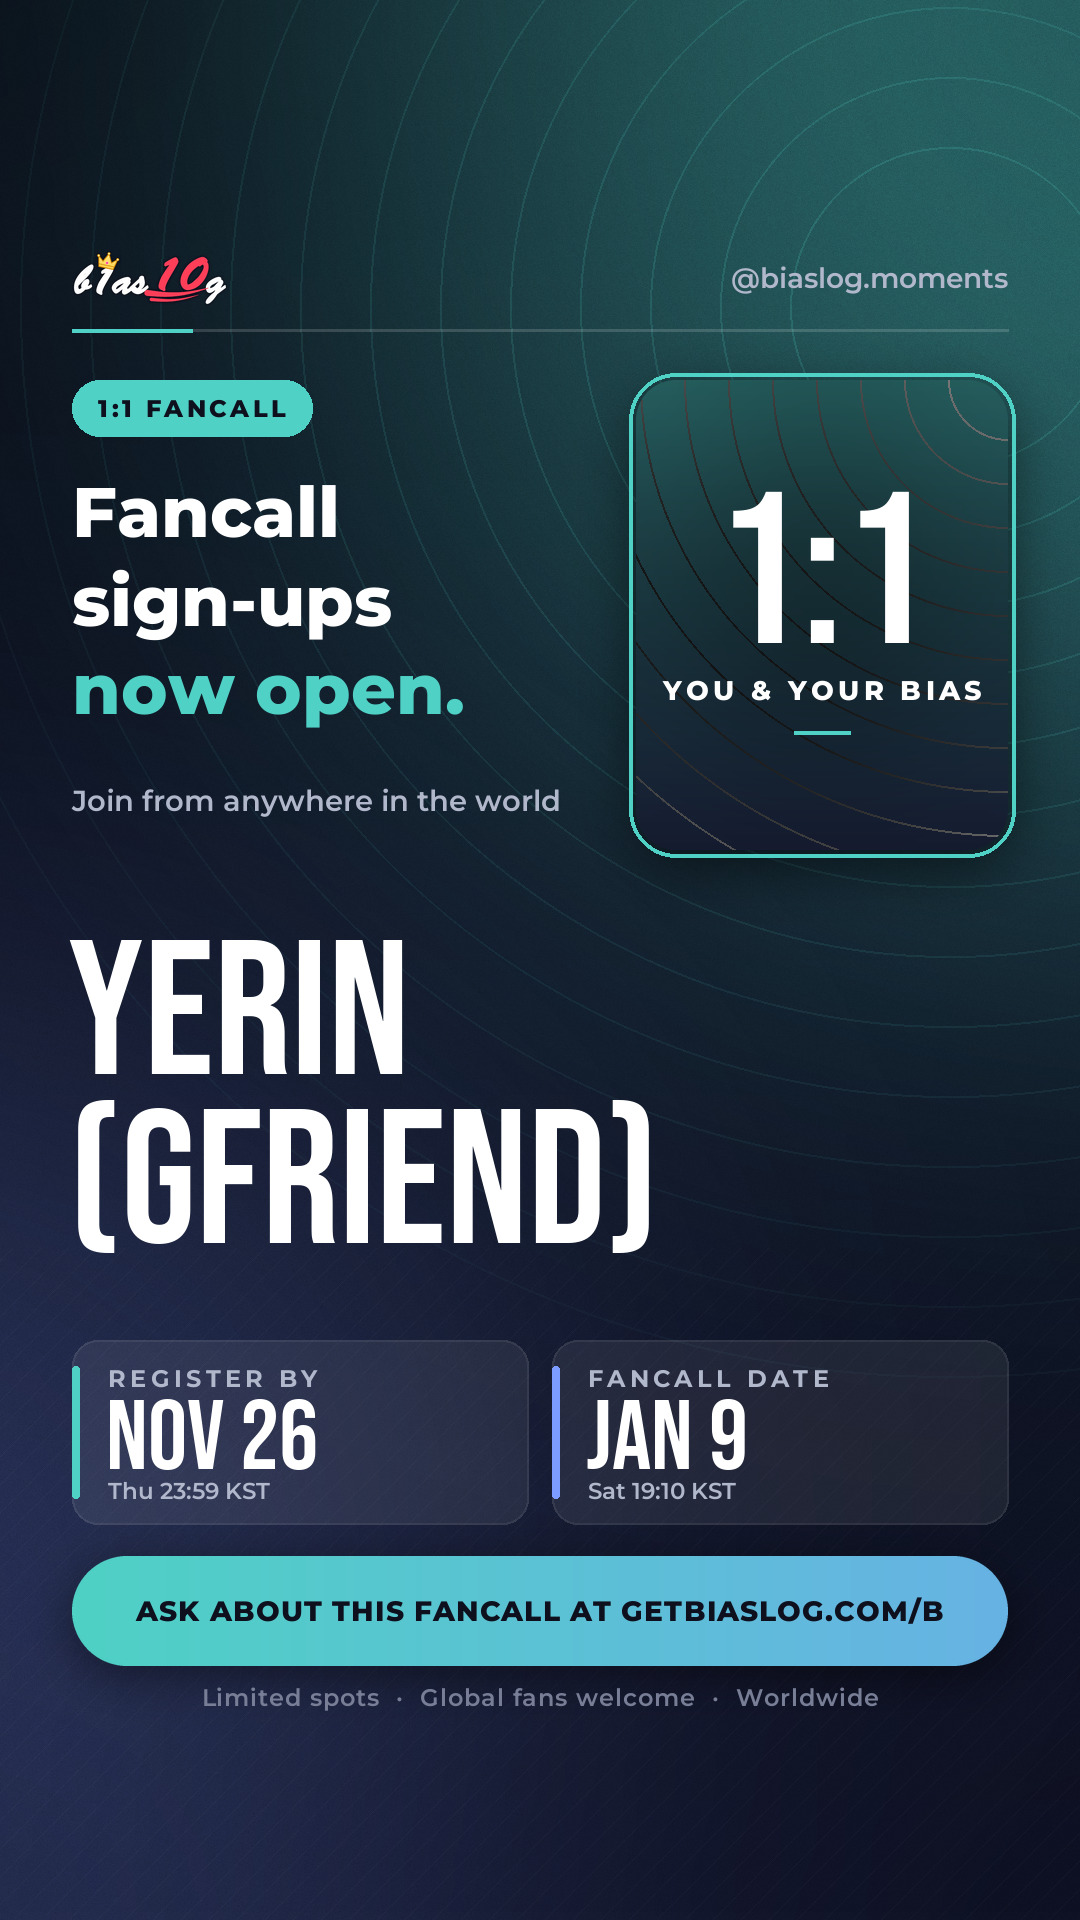 b1as10g
@biaslog.moments
1:1 FANCALL
Fancall
sign-ups
now open.
Join from anywhere in the world
1:1
YOU & YOUR BIAS
YERIN
(GFRIEND)
REGISTER BY
NOV 26
Thu 23:59 KST
FANCALL DATE
JAN 9
Sat 19:10 KST
ASK ABOUT THIS FANCALL AT GETBIASLOG.COM/B
Limited spots · Global fans welcome · Worldwide